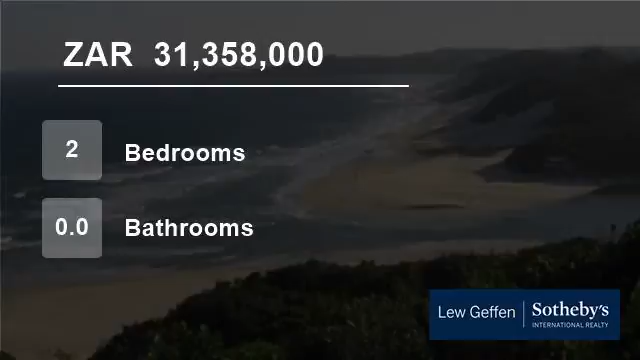 ZAR 31,358,000
2 Bedrooms
0.0 Bathrooms
Lew Geffen Sotheby's
INTERNATIONAL REALTY